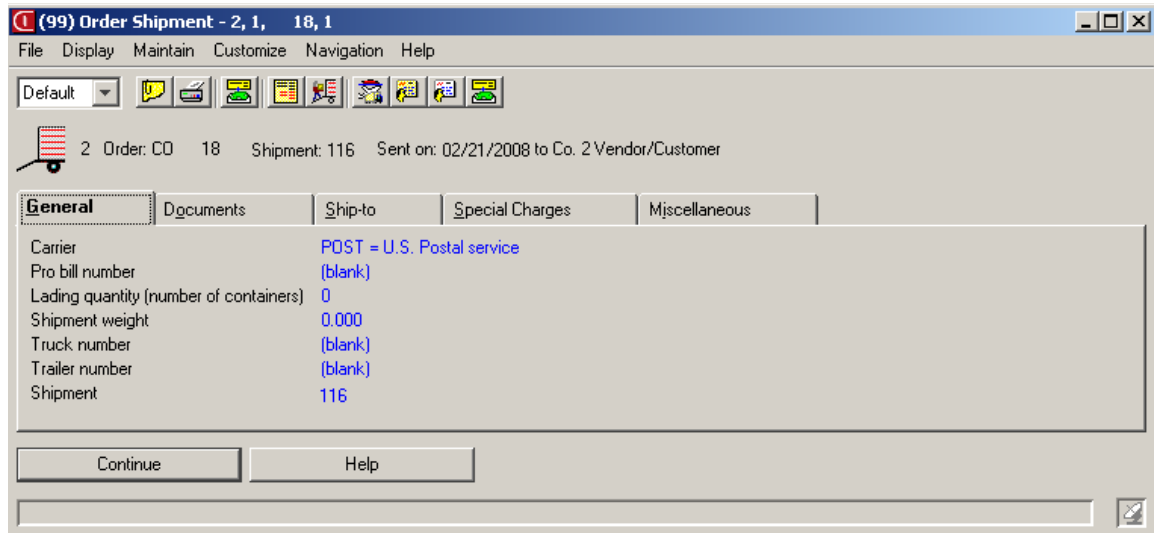 (99) Order Shipment - 2, 1, 18, 1
File Display Maintain Customize Navigation Help
Default
2 Order: CO 18 Shipment: 116 Sent on: 02/21/2008 to Co. 2 Vendor/Customer
General Documents Ship-to Special Charges Miscellaneous
Carrier POST = U.S. Postal service
Pro bill number (blank)
Lading quantity (number of containers) 0
Shipment weight 0.000
Truck number (blank)
Trailer number (blank)
Shipment 116
Continue Help